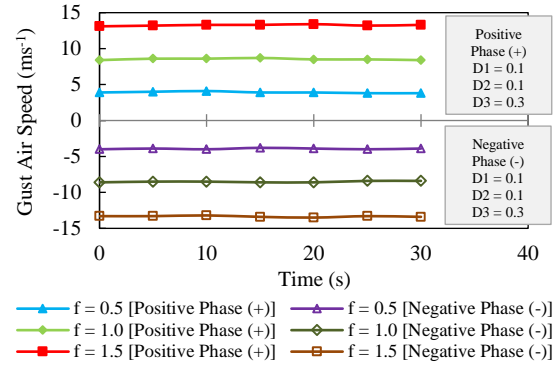 Gust Air Speed (ms⁻¹)
15
10
5
0
-5
-10
-15
0
10
20
30
40
Time (s)
Positive
Phase (+)
D1 = 0.1
D2 = 0.1
D3 = 0.3
Negative
Phase (-)
D1 = 0.1
D2 = 0.1
D3 = 0.3
f = 0.5 [Positive Phase (+)]
f = 0.5 [Negative Phase (-)]
f = 1.0 [Positive Phase (+)]
f = 1.0 [Negative Phase (-)]
f = 1.5 [Positive Phase (+)]
f = 1.5 [Negative Phase (-)]